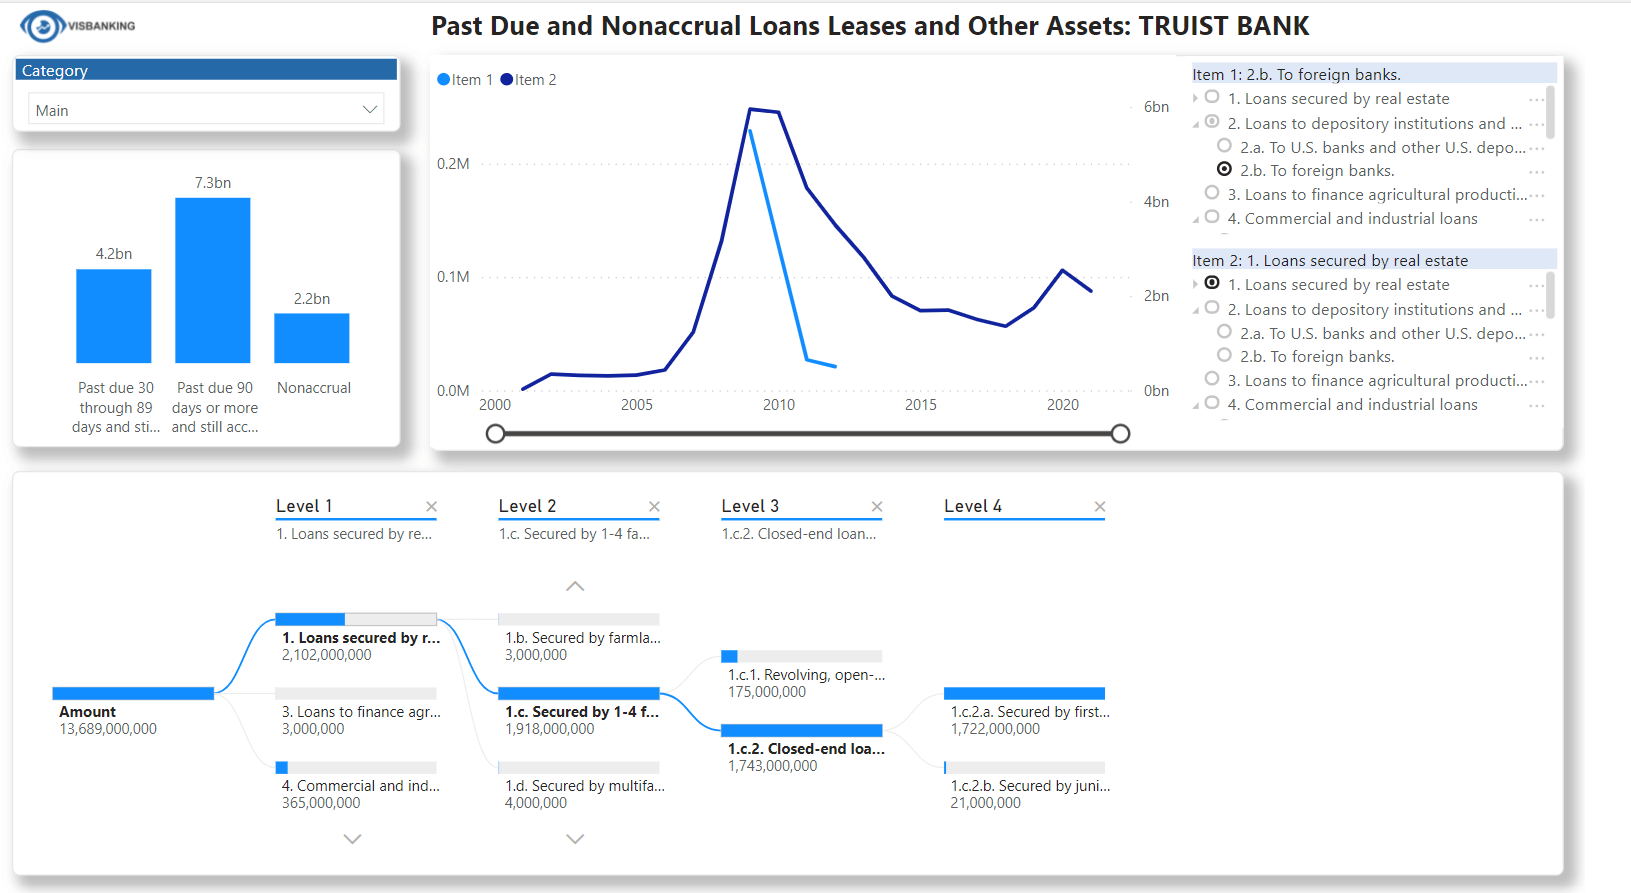 VISBANKING
Past Due and Nonaccrual Loans Leases and Other Assets: TRUIST BANK
Category
Main
7.3bn
4.2bn
2.2bn
Past due 30
through 89
days and sti...
Past due 90
days or more
and still acc...
Nonaccrual
Item 1 Item 2
0.2M
0.1M
0.0M
6bn
4bn
2bn
0bn
2000 2005 2010 2015 2020
Item 1: 2.b. To foreign banks.
1. Loans secured by real estate ...
2. Loans to depository institutions and ... ...
2.a. To U.S. banks and other U.S. depo... ...
2.b. To foreign banks. ...
3. Loans to finance agricultural producti... ...
4. Commercial and industrial loans ...
Item 2: 1. Loans secured by real estate
1. Loans secured by real estate ...
2. Loans to depository institutions and ... ...
2.a. To U.S. banks and other U.S. depo... ...
2.b. To foreign banks. ...
3. Loans to finance agricultural producti... ...
4. Commercial and industrial loans ...
Level 1
1. Loans secured by re...
Level 2
1.c. Secured by 1-4 fa...
Level 3
1.c.2. Closed-end loan...
Level 4
Amount
13,689,000,000
1. Loans secured by r...
2,102,000,000
3. Loans to finance agr...
3,000,000
4. Commercial and ind...
365,000,000
1.b. Secured by farmla...
3,000,000
1.c. Secured by 1-4 f...
1,918,000,000
1.d. Secured by multifa...
4,000,000
1.c.1. Revolving, open-...
175,000,000
1.c.2. Closed-end loa...
1,743,000,000
1.c.2.a. Secured by first...
1,722,000,000
1.c.2.b. Secured by juni...
21,000,000